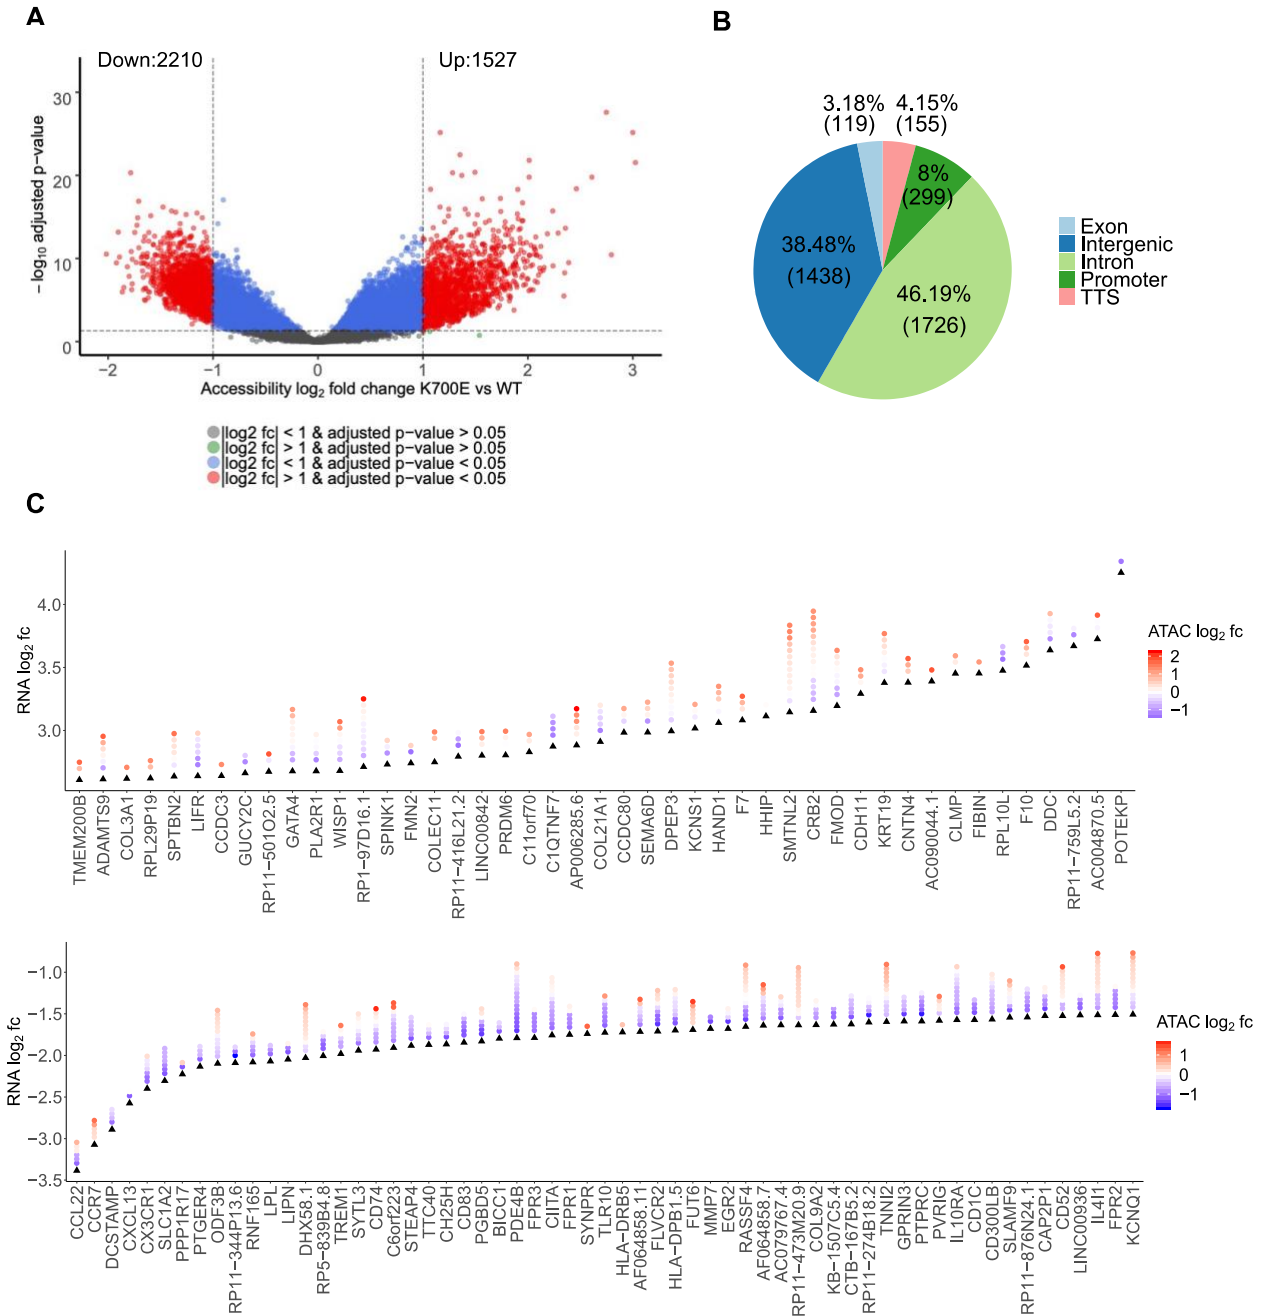 A
Down:2210
Up:1527
30
20
10
0
−2
−1
0
1
2
3
− log10 adjusted p−value
Accessibility log2 fold change K700E vs WT
|log2 fc| < 1 & adjusted p−value > 0.05
|log2 fc| > 1 & adjusted p−value > 0.05
|log2 fc| < 1 & adjusted p−value < 0.05
|log2 fc| > 1 & adjusted p−value < 0.05
B
3.18%
(119)
4.15%
(155)
8%
(299)
38.48%
(1438)
46.19%
(1726)
Exon
Intergenic
Intron
Promoter
TTS
C
RNA log2 fc
4.0
3.5
3.0
TMEM200B
ADAMTS9
COL3A1
RPL29P19
SPTBN2
LIFR
CCDC3
GUCY2C
RP11−501O2.5
GATA4
PLA2R1
WISP1
RP1−97D16.1
SPINK1
FMN2
COLEC11
RP11−416L21.2
LINC00842
PRDM6
C11orf70
C1QTNF7
AP006285.6
COL21A1
CCDC80
SEMA6D
DPEP3
KCNS1
HAND1
F7
HHIP
SMTNL2
CRB2
FMOD
CDH11
KRT19
CNTN4
AC090044.1
CLMP
FIBIN
RPL10L
F10
DDC
RP11−759L5.2
AC004870.5
POTEKP
ATAC log2 fc
2
1
0
−1
RNA log2 fc
−1.0
−1.5
−2.0
−2.5
−3.0
−3.5
CCL22
CCR7
DCSTAMP
CXCL13
CX3CR1
SLC1A2
PPP1R17
PTGER4
ODF3B
RP11−344P13.6
RNF165
LPL
LIPN
DHX58.1
RP5−839B4.8
TREM1
SYTL3
CD74
C6orf223
STEAP4
TTC40
CH25H
CD83
PGBD5
BICC1
PDE4B
FPR3
CIITA
FPR1
SYNPR
TLR10
HLA−DRB5
AF064858.11
FLVCR2
HLA−DPB1.5
FUT6
MMP7
EGR2
RASSF4
AF064858.7
AC079767.4
RP11−473M20.9
COL9A2
KB−1507C5.4
CTB−167B5.2
RP11−274B18.2
TNNI2
GPRIN3
PTPRC
PVRIG
IL10RA
CD1C
CD300LB
SLAMF9
RP11−876N24.1
CAP2P1
CD52
LINC00936
IL4I1
FPR2
KCNQ1
ATAC log2 fc
1
0
−1